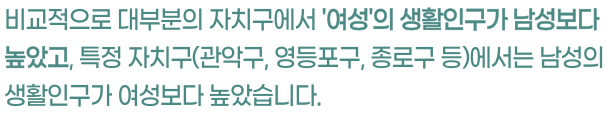 비교적으로 대부분의 자치구에서 '여성'의 생활인구가 남성보다
높았고, 특정 자치구(관악구, 영등포구, 종로구 등)에서는 남성의
생활인구가 여성보다 높았습니다.